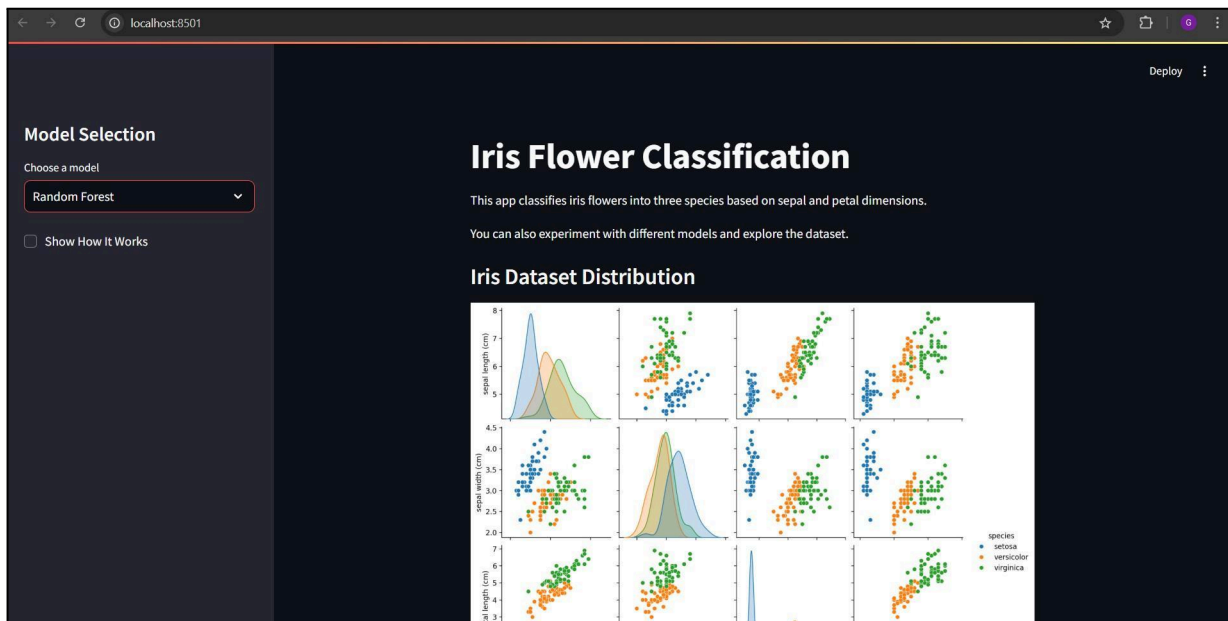 localhost:8501
G
Deploy
Model Selection
Choose a model
Random Forest
Show How It Works
Iris Flower Classification
This app classifies iris flowers into three species based on sepal and petal dimensions.
You can also experiment with different models and explore the dataset.
Iris Dataset Distribution
sepal length (cm)
8
7
6
5
sepal width (cm)
4.5
4.0
3.5
3.0
2.5
2.0
length (cm)
7
6
5
4
3
species
setosa
versicolor
virginica